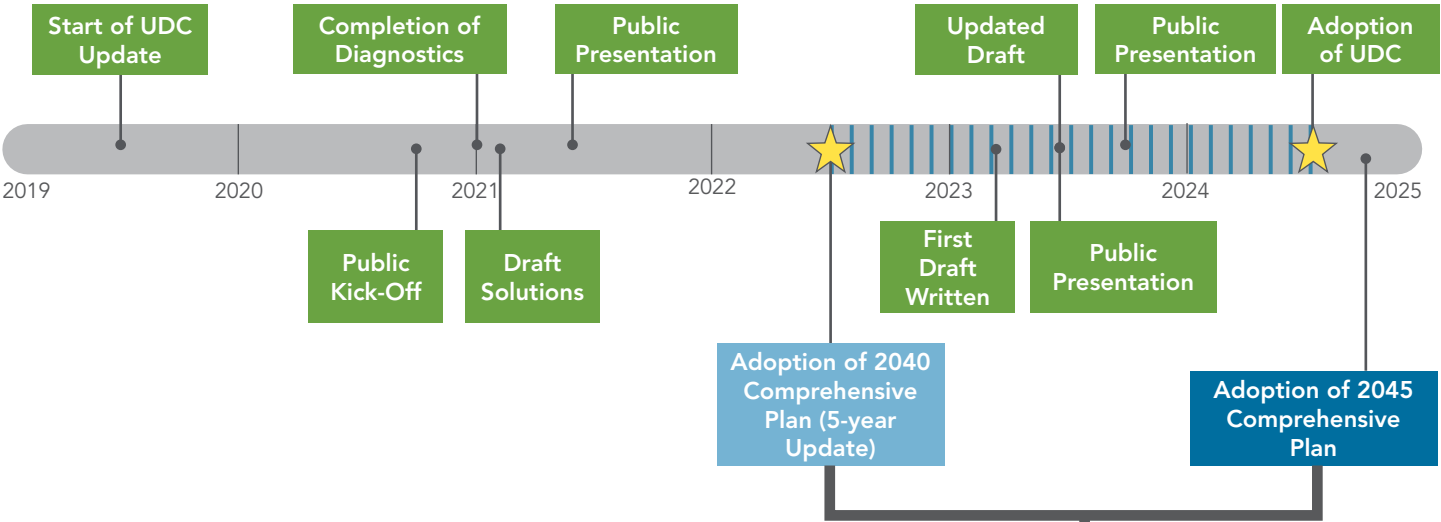 Start of UDC
Update
Completion of
Diagnostics
Public
Presentation
Updated
Draft
Public
Presentation
Adoption
of UDC
2019
2020
2021
2022
2023
2024
2025
Public
Kick-Off
Draft
Solutions
First
Draft
Written
Public
Presentation
Adoption of 2040
Comprehensive
Plan (5-year
Update)
Adoption of 2045
Comprehensive
Plan